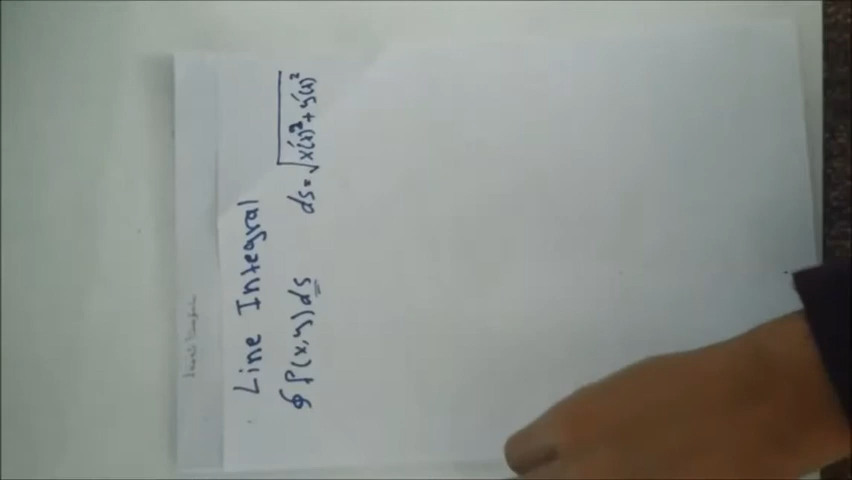 Line Integral
∮ f(x,y) ds ds = √x'(t)² + y'(t)²